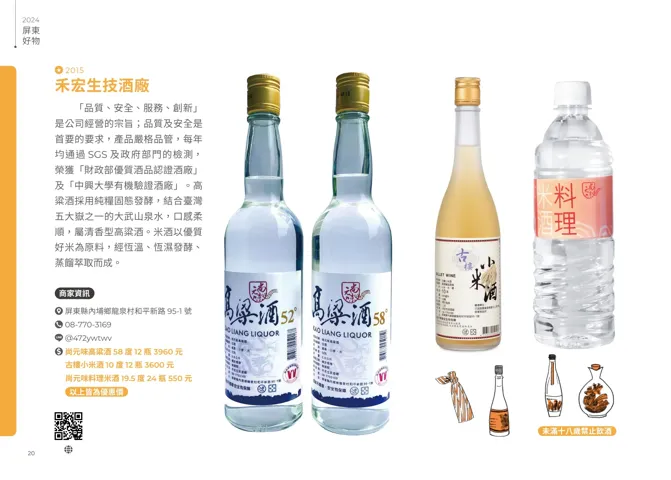 2024
屏東
好物
2015
禾宏生技酒廠
「品質、安全、服務、創新」
是公司經營的宗旨；品質及安全是
首要的要求，產品嚴格品管，每年
均通過 SGS 及政府部門的檢測，
榮獲「財政部優質酒品認證酒廠」
及「中興大學有機驗證酒廠」。高
粱酒採用純糧固態發酵，結合臺灣
五大嶽之一的大武山泉水，口感柔
順，屬清香型高粱酒。米酒以優質
好米為原料，經恆溫、恆濕發酵、
蒸餾萃取而成。
商家資訊
屏東縣內埔鄉龍泉村和平新路 95-1 號
08-770-3169
@472ywtwv
尚元味高粱酒 58 度 12 瓶 3960 元
古樓小米酒 10 度 12 瓶 3600 元
尚元味料理米酒 19.5 度 24 瓶 550 元
以上皆為優惠價
20
高粱酒 52°
GAO LIANG LIQUOR
高粱酒 58°
GAO LIANG LIQUOR
古樓
小米酒
MILLET WINE
料理
米酒
未滿十八歲禁止飲酒